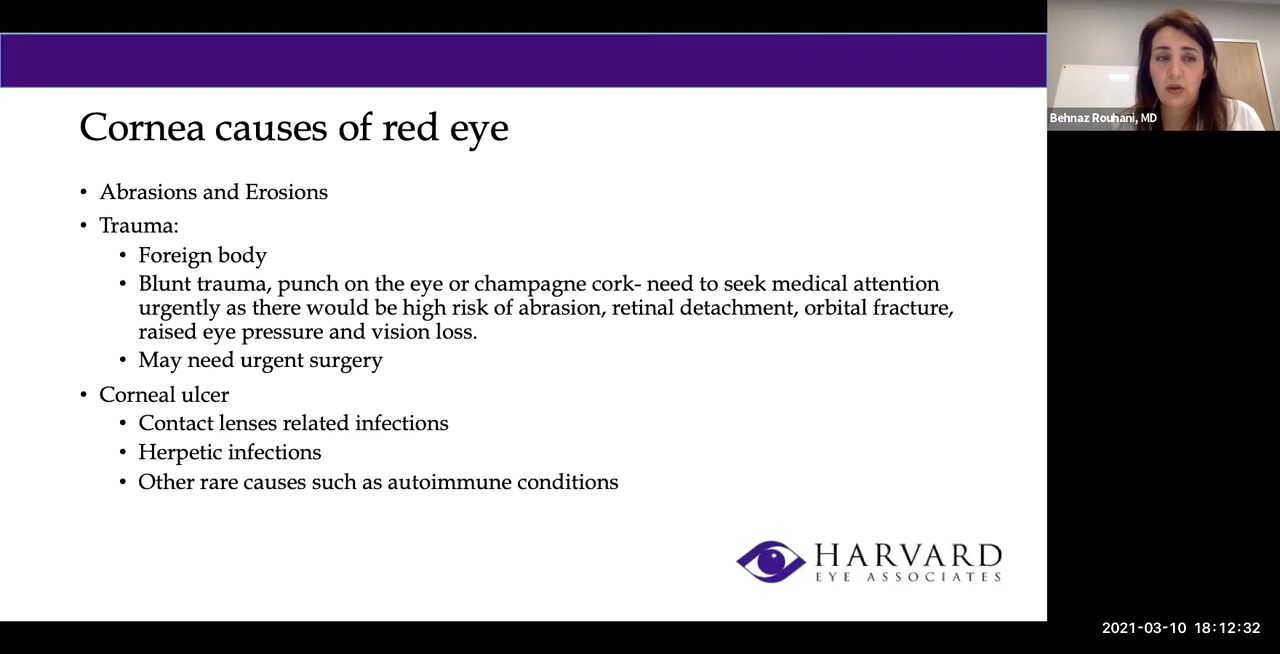 Cornea causes of red eye
• Abrasions and Erosions
• Trauma:
• Foreign body
• Blunt trauma, punch on the eye or champagne cork- need to seek medical attention
urgently as there would be high risk of abrasion, retinal detachment, orbital fracture,
raised eye pressure and vision loss.
• May need urgent surgery
• Corneal ulcer
• Contact lenses related infections
• Herpetic infections
• Other rare causes such as autoimmune conditions
HARVARD
EYE ASSOCIATES
Behnaz Rouhani, MD
2021-03-10 18:12:32